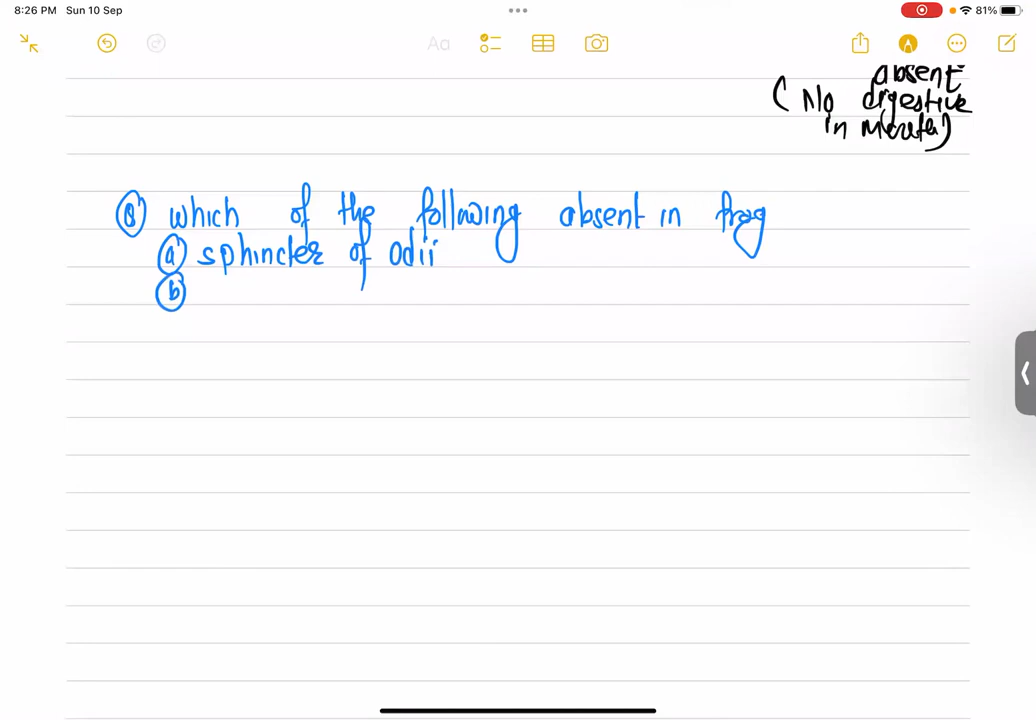 8:26 PM Sun 10 Sep
81%
Aa
absent
( No digestive
in
Q which of the following absent in frog
a sphincter of odii
b